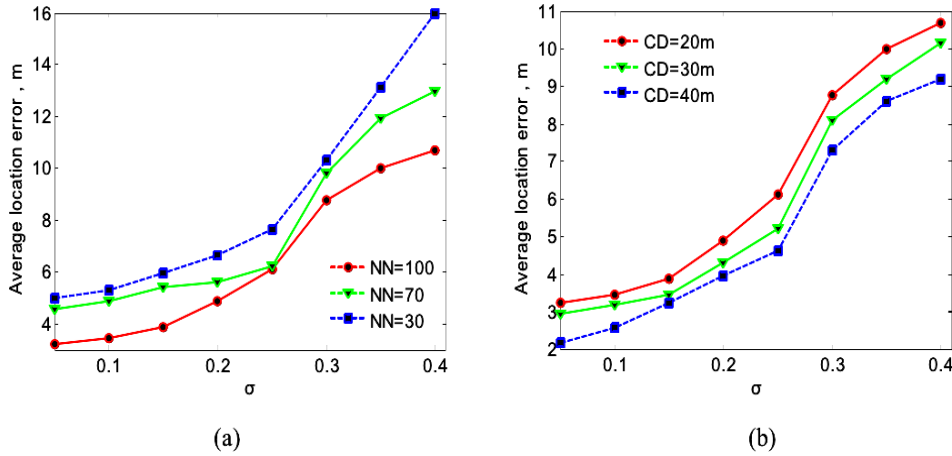 16
14
12
10
8
6
4
Average location error , m
NN=100
NN=70
NN=30
0.1
0.2
0.3
0.4
σ
(a)
11
10
9
8
7
6
5
4
3
2
Average location error , m
CD=20m
CD=30m
CD=40m
0.1
0.2
0.3
0.4
σ
(b)